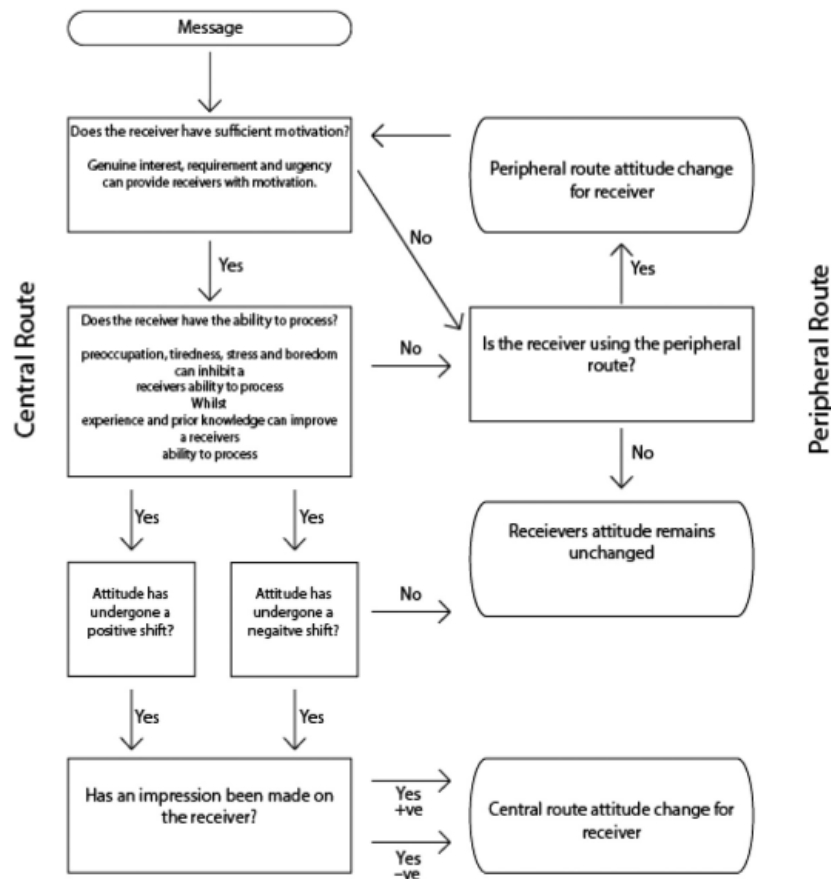 Message
Does the receiver have sufficient motivation?
Genuine interest, requirement and urgency
can provide receivers with motivation.
Peripheral route attitude change
for receiver
No
Yes
Yes
Central Route
Peripheral Route
Does the receiver have the ability to process?
preoccupation, tiredness, stress and boredom
can inhibit a
receivers ability to process
Whilst
experience and prior knowledge can improve
a receivers
ability to process
No
Is the receiver using the peripheral
route?
No
Yes
Yes
Receievers attitude remains
unchanged
Attitude has
undergone a
positive shift?
Attitude has
undergone a
negaitve shift?
No
Yes
Yes
Has an impression been made on
the receiver?
Yes
+ve
Yes
–ve
Central route attitude change for
receiver